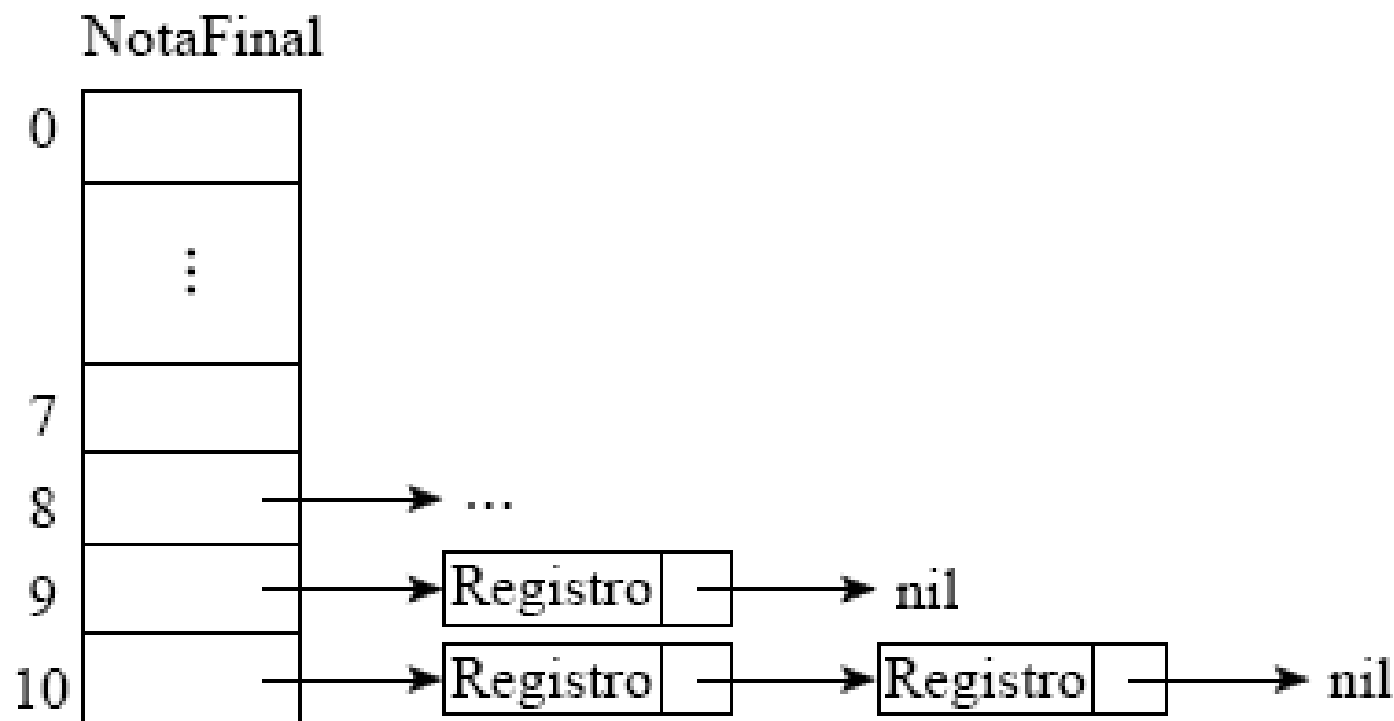 NotaFinal
0
⋮
7
8 ...
9 Registro nil
10 Registro Registro nil